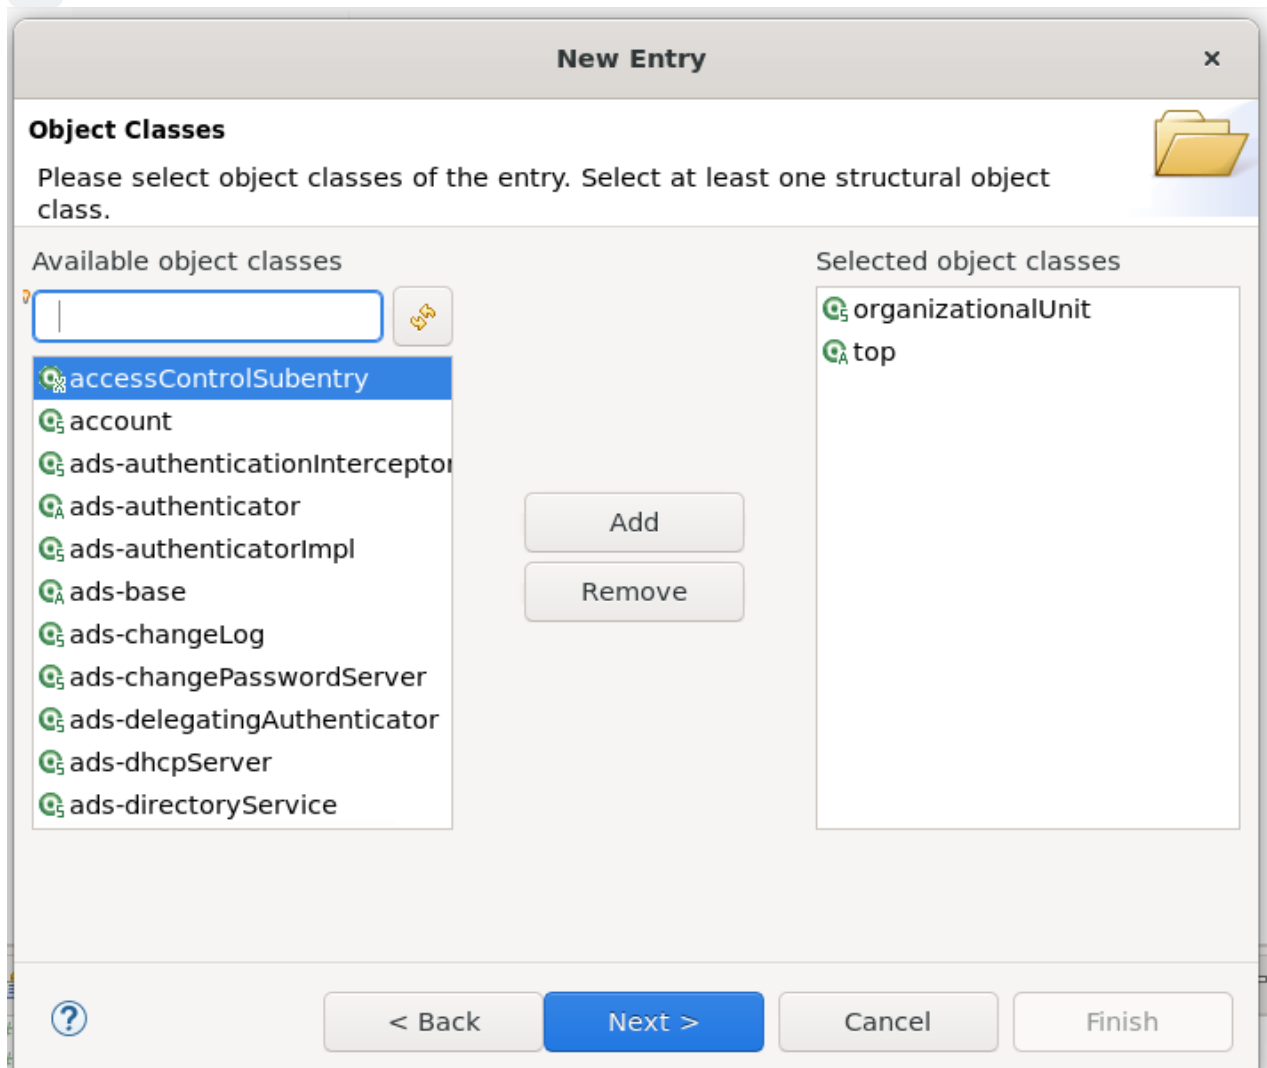 New Entry
×
Object Classes
Please select object classes of the entry. Select at least one structural object
class.
Available object classes
Selected object classes
organizationalUnit
top
accessControlSubentry
account
ads-authenticationInterceptor
ads-authenticator
ads-authenticatorImpl
ads-base
ads-changeLog
ads-changePasswordServer
ads-delegatingAuthenticator
ads-dhcpServer
ads-directoryService
Add
Remove
?
< Back
Next >
Cancel
Finish